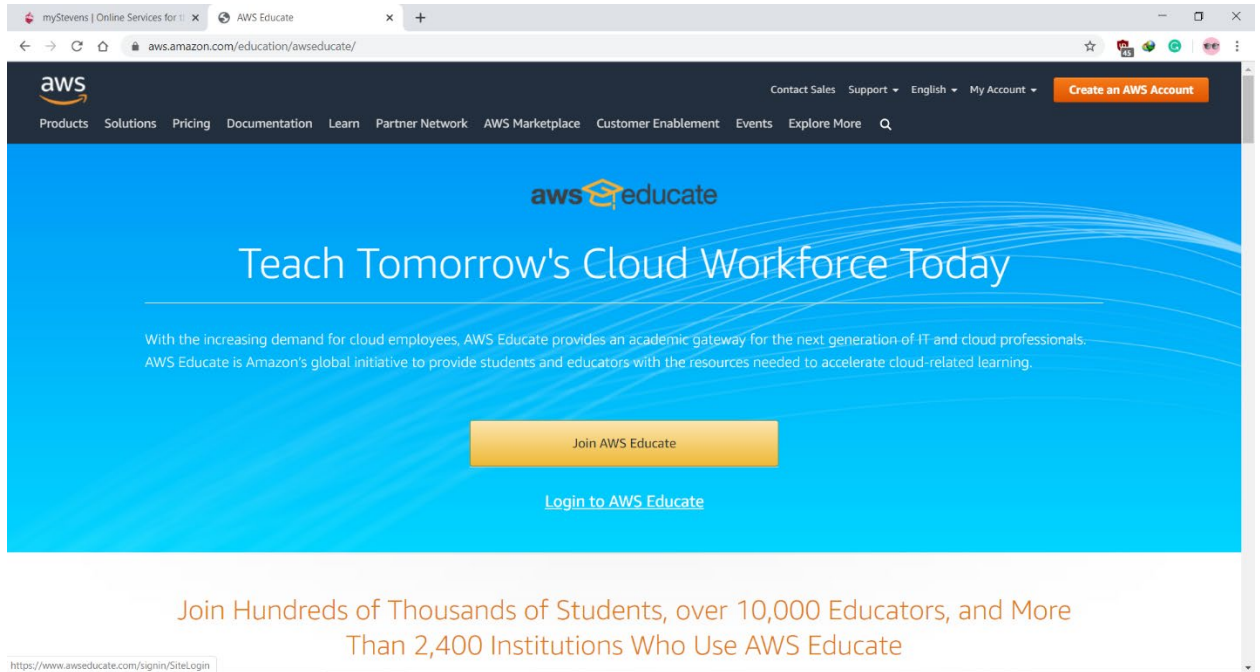 myStevens | Online Services for
AWS Educate
aws.amazon.com/education/awseducate/
45
aws
Contact Sales Support English My Account Create an AWS Account
Products Solutions Pricing Documentation Learn Partner Network AWS Marketplace Customer Enablement Events Explore More
aws educate
Teach Tomorrow's Cloud Workforce Today
With the increasing demand for cloud employees, AWS Educate provides an academic gateway for the next generation of IT and cloud professionals.
AWS Educate is Amazon's global initiative to provide students and educators with the resources needed to accelerate cloud-related learning.
Join AWS Educate
Login to AWS Educate
Join Hundreds of Thousands of Students, over 10,000 Educators, and More
Than 2,400 Institutions Who Use AWS Educate
https://www.awseducate.com/signin/SiteLogin